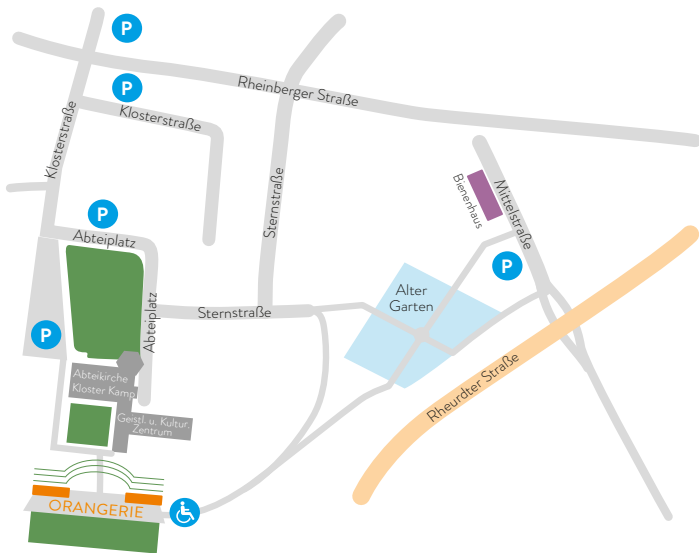 P
P
Rheinberger Straße
Klosterstraße
Klosterstraße
Sternstraße
Bienenhaus
Mittelstraße
P
Abteiplatz
P
Alter
Garten
Abteiplatz
Sternstraße
P
Rheurdter Straße
Abteikirche
Kloster Kamp
Geistl. u. Kultur.
Zentrum
ORANGERIE